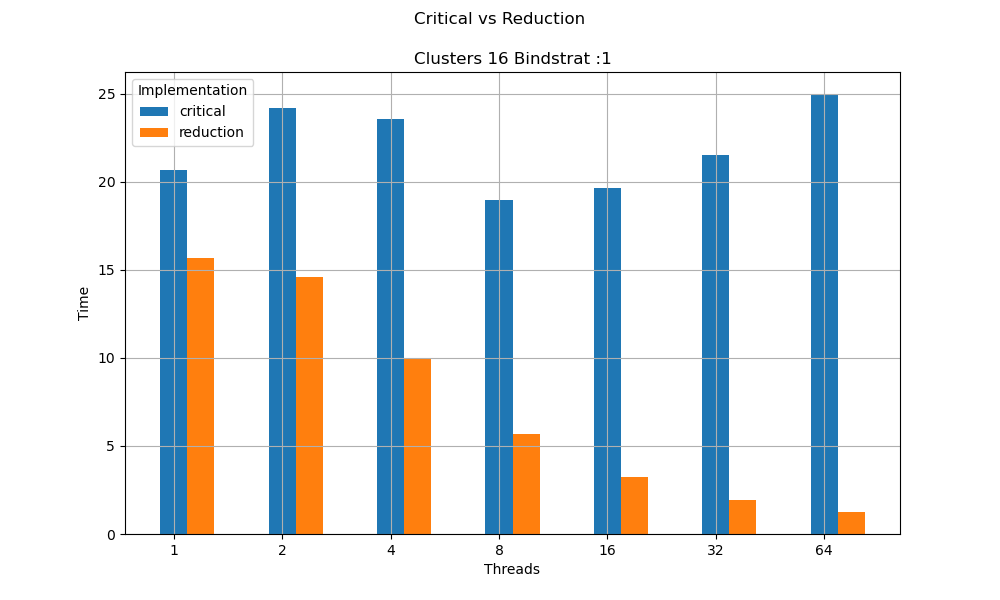 Critical vs Reduction
Clusters 16 Bindstrat :1
Implementation
critical
reduction
25
20
15
10
5
0
Time
1 2 4 8 16 32 64
Threads